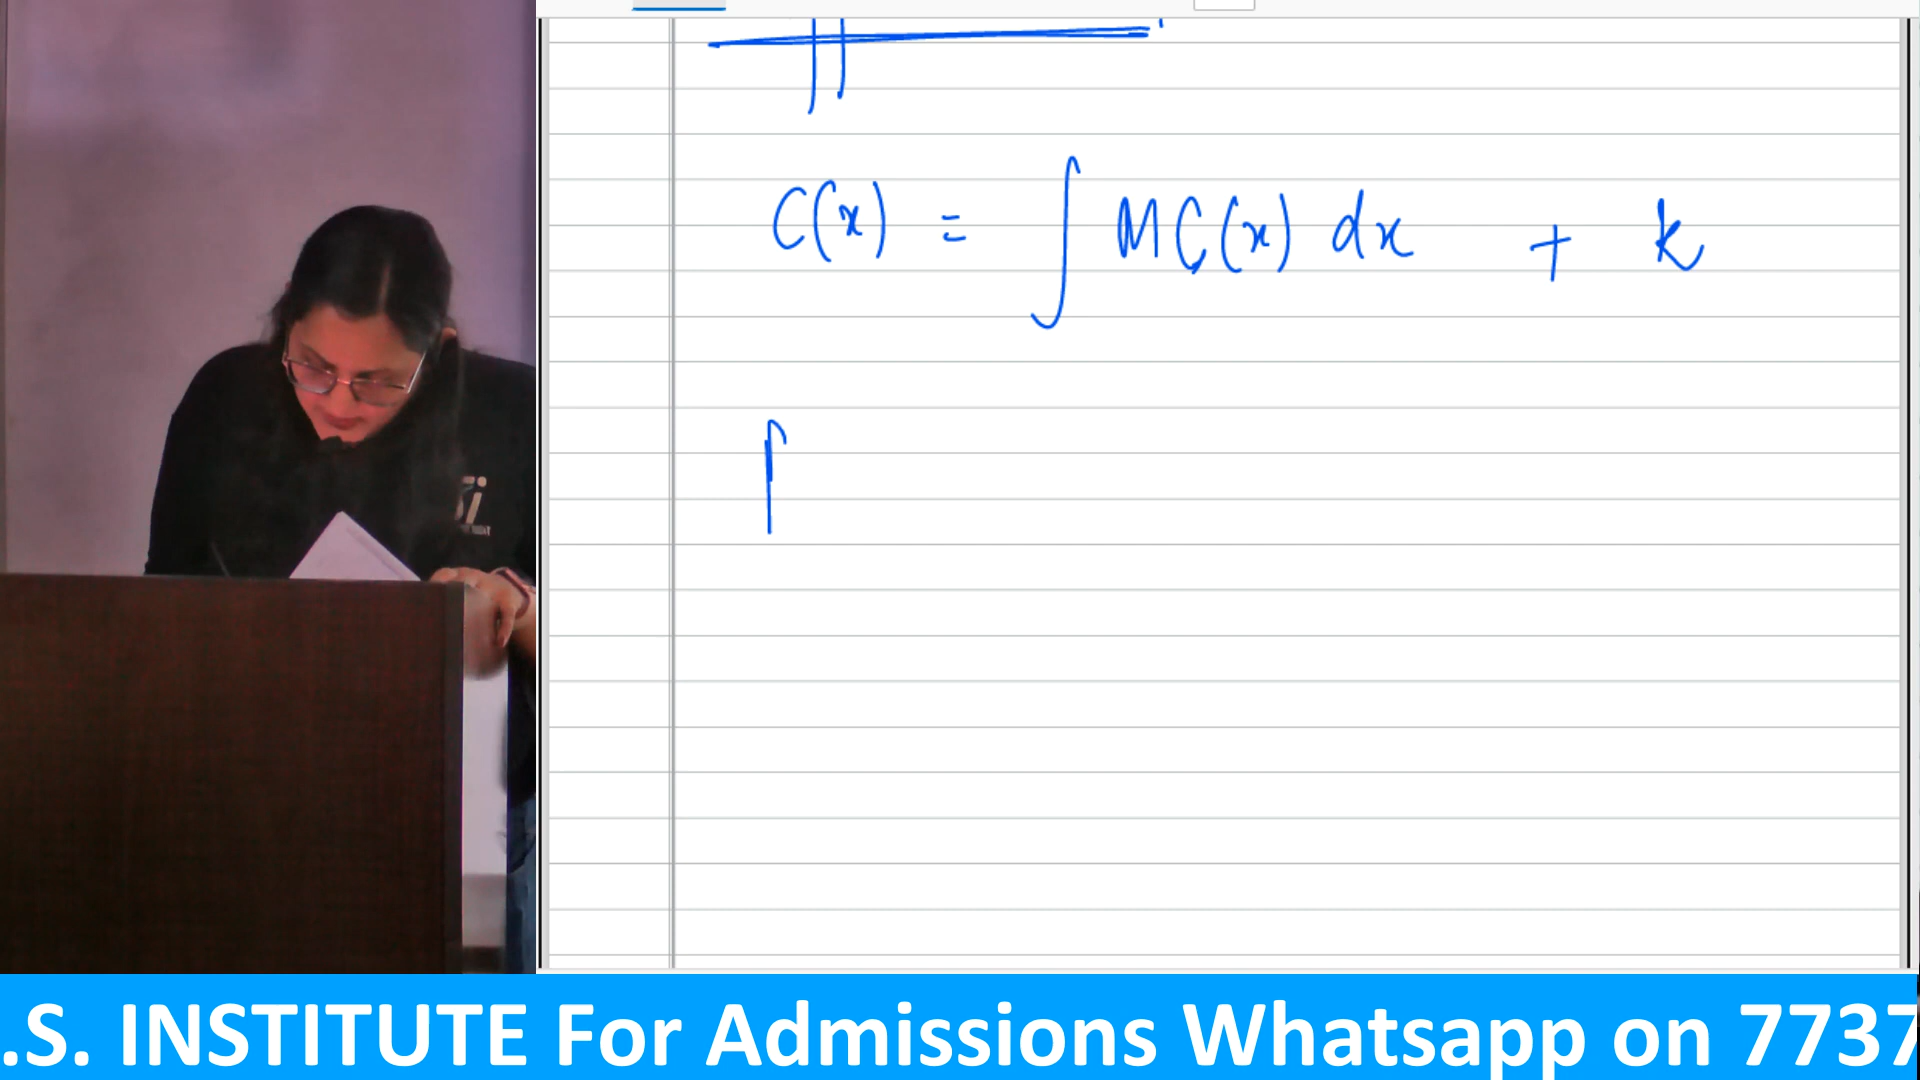 C(x) = ∫ MC(x) dx + k
.S. INSTITUTE For Admissions Whatsapp on 7737